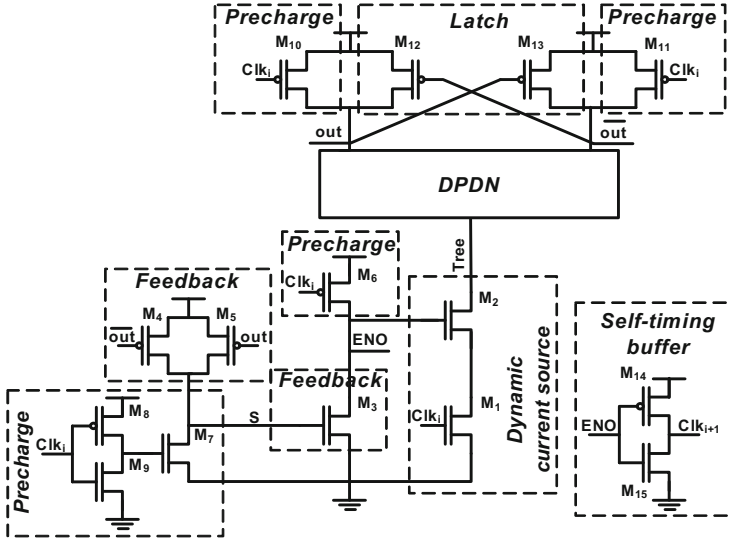 Precharge
Latch
Precharge
M10
M12
M13
M11
Clki
Clki
out
out
DPDN
Tree
Precharge
Clki
M6
M2
ENO
Feedback
M4
M5
out
out
Feedback
M3
S
Clki
M1
Dynamic
current source
Precharge
Clki
M8
M9
M7
Self-timing
buffer
M14
ENO
Clki+1
M15